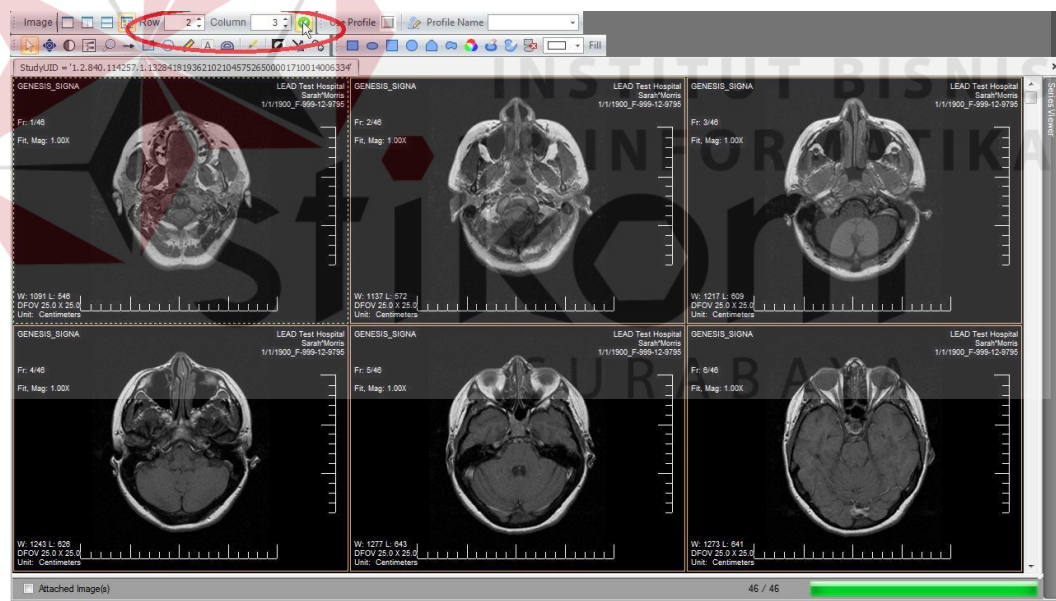 Image Row 2 Column 3 Use Profile Profile Name
A Fill
StudyUID = '1.2.840.114257.1.13284181936210210457526500001710014006334'
INSTITUT BISNIS
& INFORMATIKA
stikom
SURABAYA
Series Viewer
GENESIS_SIGNA
LEAD Test Hospital
Sarah^Morris
1/1/1900_F-999-12-9795
Fr: 1/46
Fit, Mag: 1.00X
W: 1091 L: 546
DFOV 25.0 X 25.0
Unit: Centimeters
GENESIS_SIGNA
LEAD Test Hospital
Sarah^Morris
1/1/1900_F-999-12-9795
Fr: 2/46
Fit, Mag: 1.00X
W: 1137 L: 572
DFOV 25.0 X 25.0
Unit: Centimeters
GENESIS_SIGNA
LEAD Test Hospital
Sarah^Morris
1/1/1900_F-999-12-9795
Fr: 3/46
Fit, Mag: 1.00X
W: 1217 L: 609
DFOV 25.0 X 25.0
Unit: Centimeters
GENESIS_SIGNA
LEAD Test Hospital
Sarah^Morris
1/1/1900_F-999-12-9795
Fr: 4/46
Fit, Mag: 1.00X
W: 1243 L: 626
DFOV 25.0 X 25.0
Unit: Centimeters
GENESIS_SIGNA
LEAD Test Hospital
Sarah^Morris
1/1/1900_F-999-12-9795
Fr: 5/46
Fit, Mag: 1.00X
W: 1277 L: 643
DFOV 25.0 X 25.0
Unit: Centimeters
GENESIS_SIGNA
LEAD Test Hospital
Sarah^Morris
1/1/1900_F-999-12-9795
Fr: 6/46
Fit, Mag: 1.00X
W: 1273 L: 641
DFOV 25.0 X 25.0
Unit: Centimeters
Attached Image(s) 46 / 46